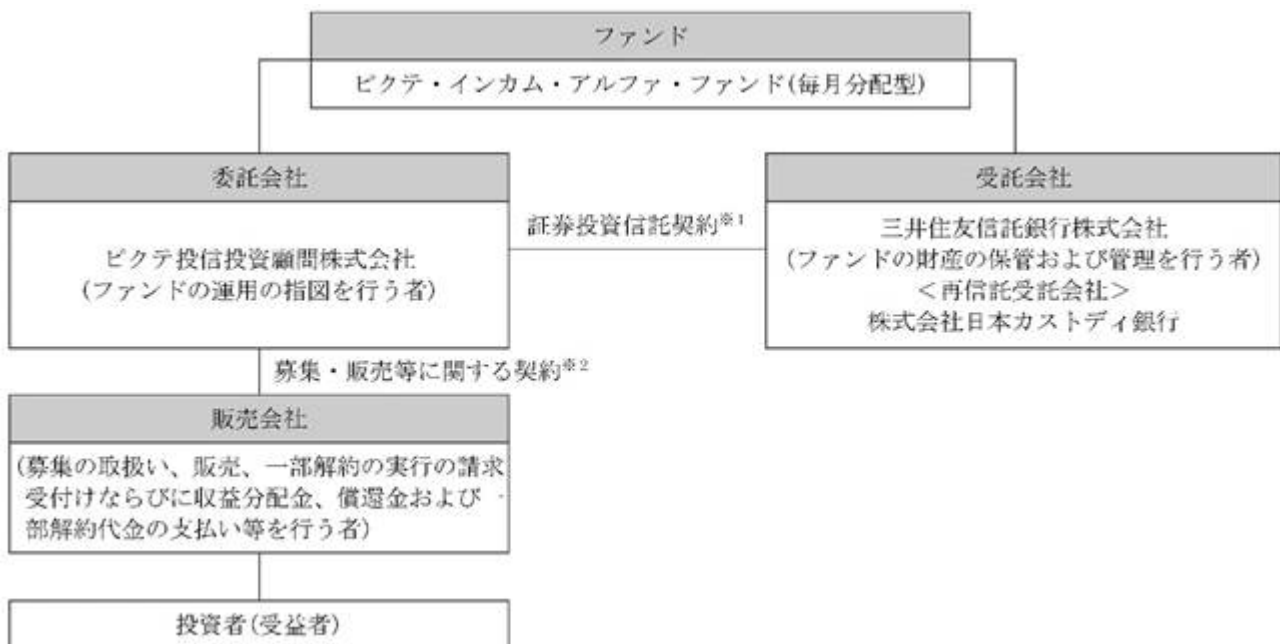 ファンド
ピクテ・インカム・アルファ・ファンド(毎月分配型)
委託会社
ピクテ投信投資顧問株式会社
(ファンドの運用の指図を行う者)
証券投資信託契約※1
受託会社
三井住友信託銀行株式会社
(ファンドの財産の保管および管理を行う者)
<再信託受託会社>
株式会社日本カストディ銀行
募集・販売等に関する契約※2
販売会社
(募集の取扱い、販売、一部解約の実行の請求
受付けならびに収益分配金、償還金および一
部解約代金の支払い等を行う者)
投資者(受益者)